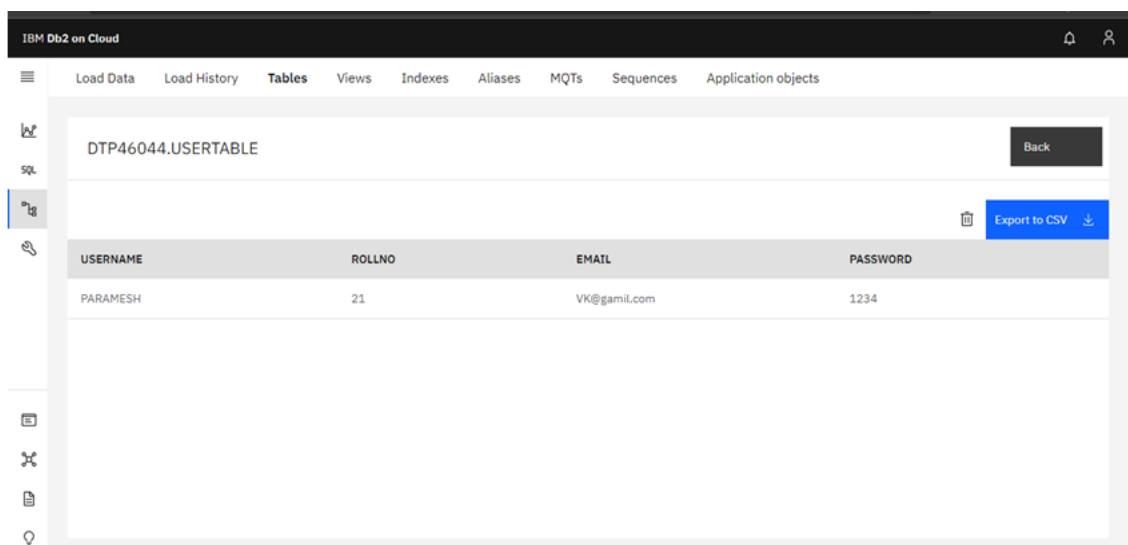 IBM Db2 on Cloud
Load Data Load History Tables Views Indexes Aliases MQTs Sequences Application objects
DTP46044.USERTABLE
Back
SQL
Export to CSV
USERNAME ROLLNO EMAIL PASSWORD
PARAMESH 21 VK@gamil.com 1234